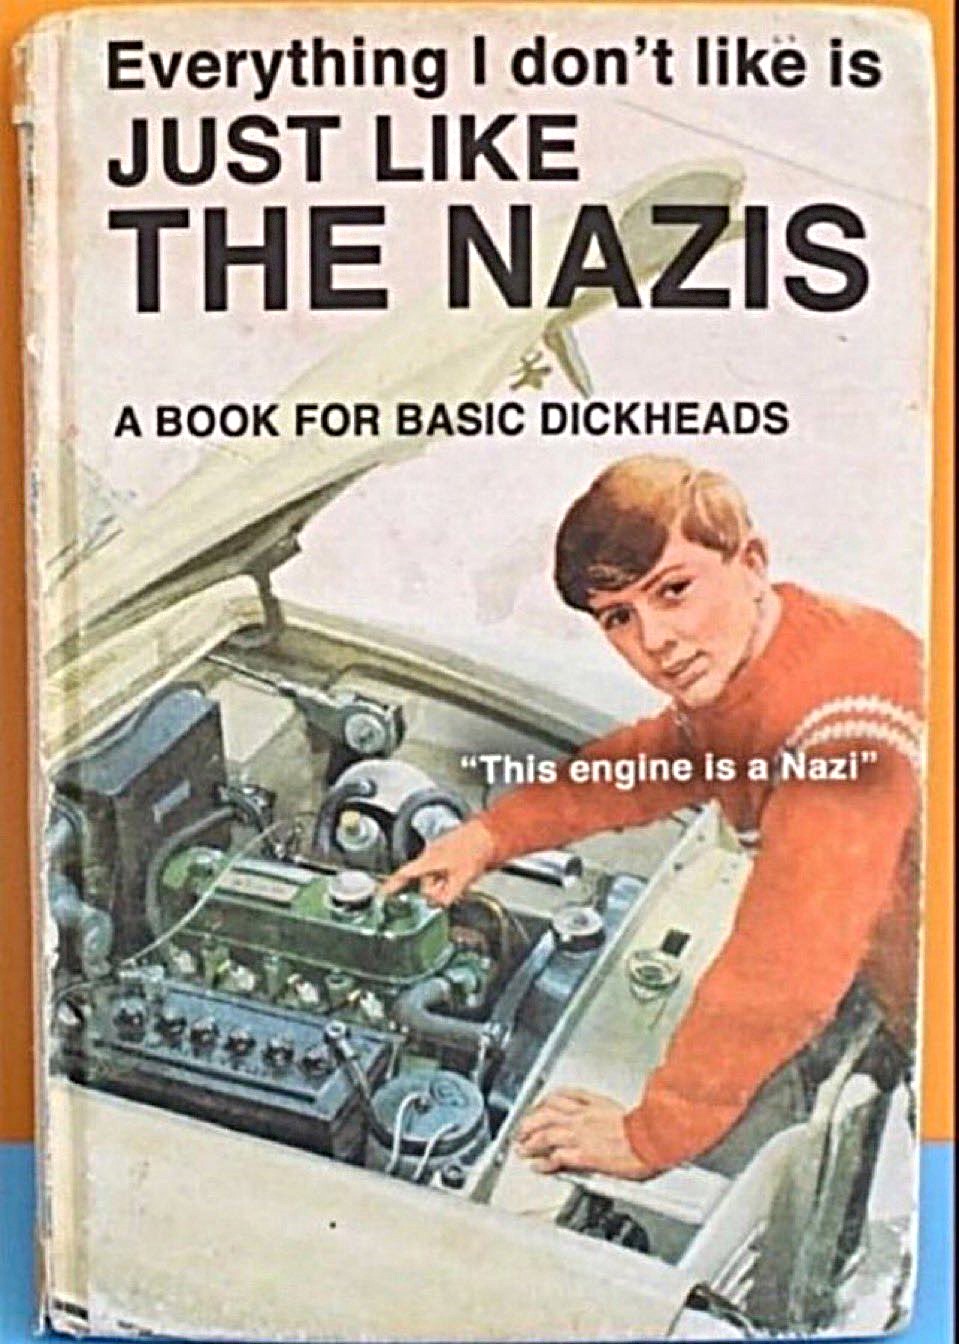 Everything I don't like is
JUST LIKE
THE NAZIS
A BOOK FOR BASIC DICKHEADS
"This engine is a Nazi"